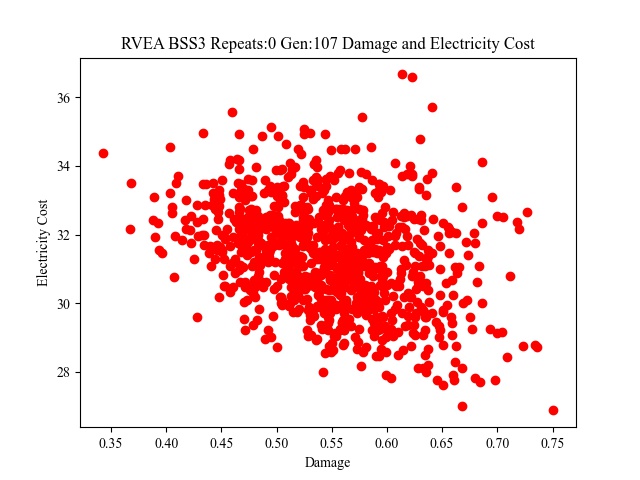 RVEA BSS3 Repeats:0 Gen:107 Damage and Electricity Cost
36
34
32
30
28
Electricity Cost
0.35 0.40 0.45 0.50 0.55 0.60 0.65 0.70 0.75
Damage